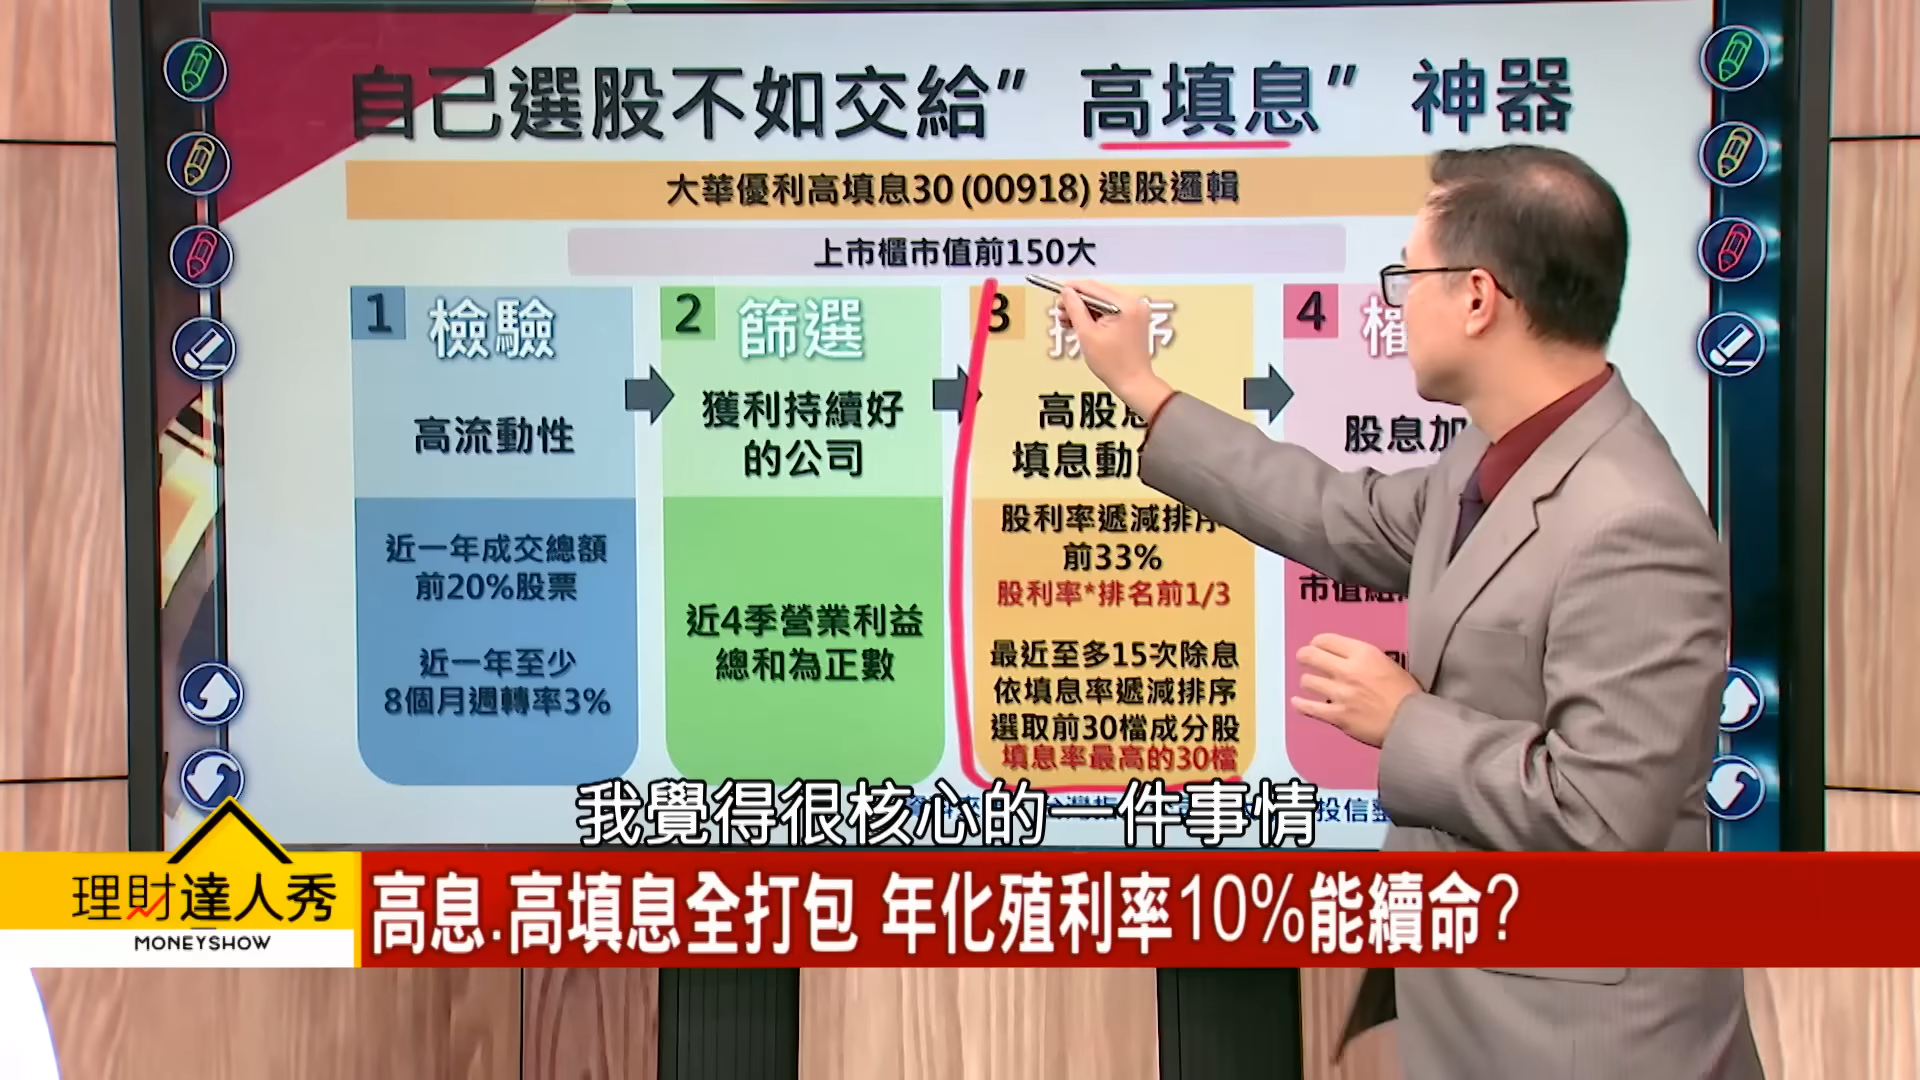 自己選股不如交給”高填息”神器
大華優利高填息30 (00918) 選股邏輯
上市櫃市值前150大
1 檢驗
高流動性
近一年成交總額
前20%股票
近一年至少
8個月週轉率3%
2 篩選
獲利持續好
的公司
近4季營業利益
總和為正數
3 排序
高股息
填息動
股利率遞減排序
前33%
股利率*排名前1/3
最近至多15次除息
依填息率遞減排序
選取前30檔成分股
填息率最高的30檔
4 權
股息加
市值
投信
我覺得很核心的一件事情
理財達人秀
MONEYSHOW
高息.高填息全打包 年化殖利率10%能續命?